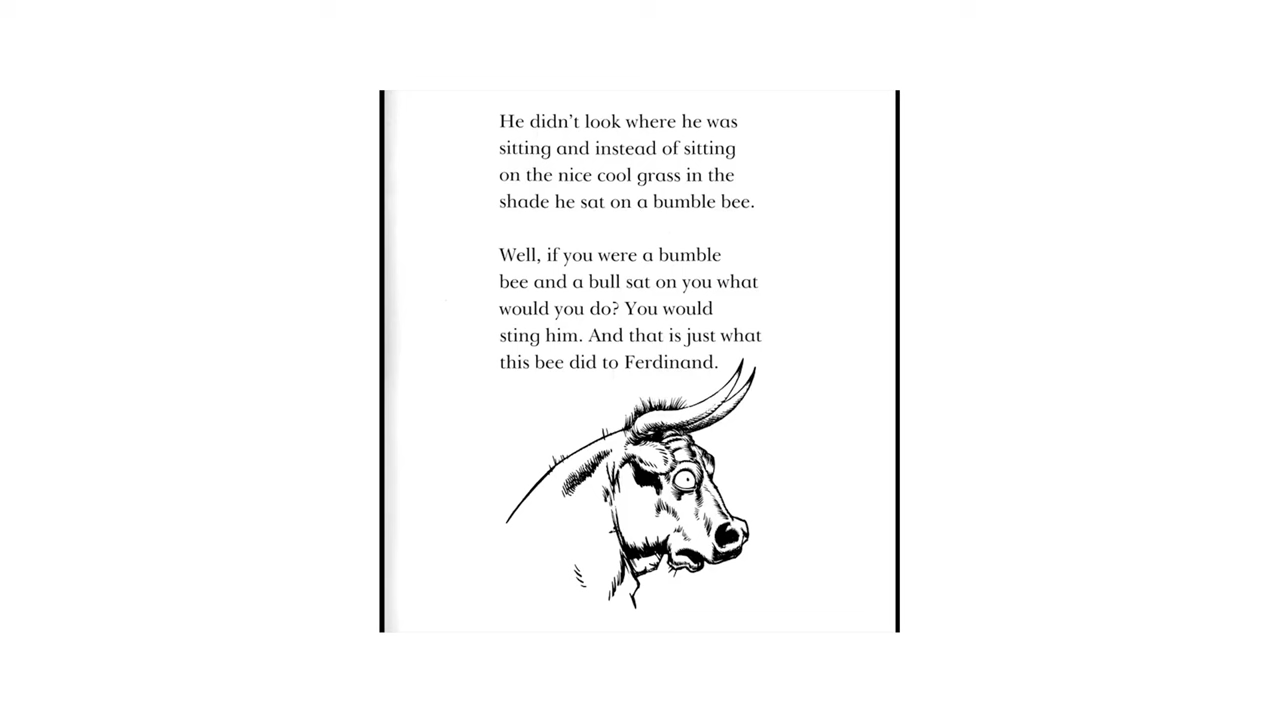 He didn't look where he was
sitting and instead of sitting
on the nice cool grass in the
shade he sat on a bumble bee.
Well, if you were a bumble
bee and a bull sat on you what
would you do? You would
sting him. And that is just what
this bee did to Ferdinand.